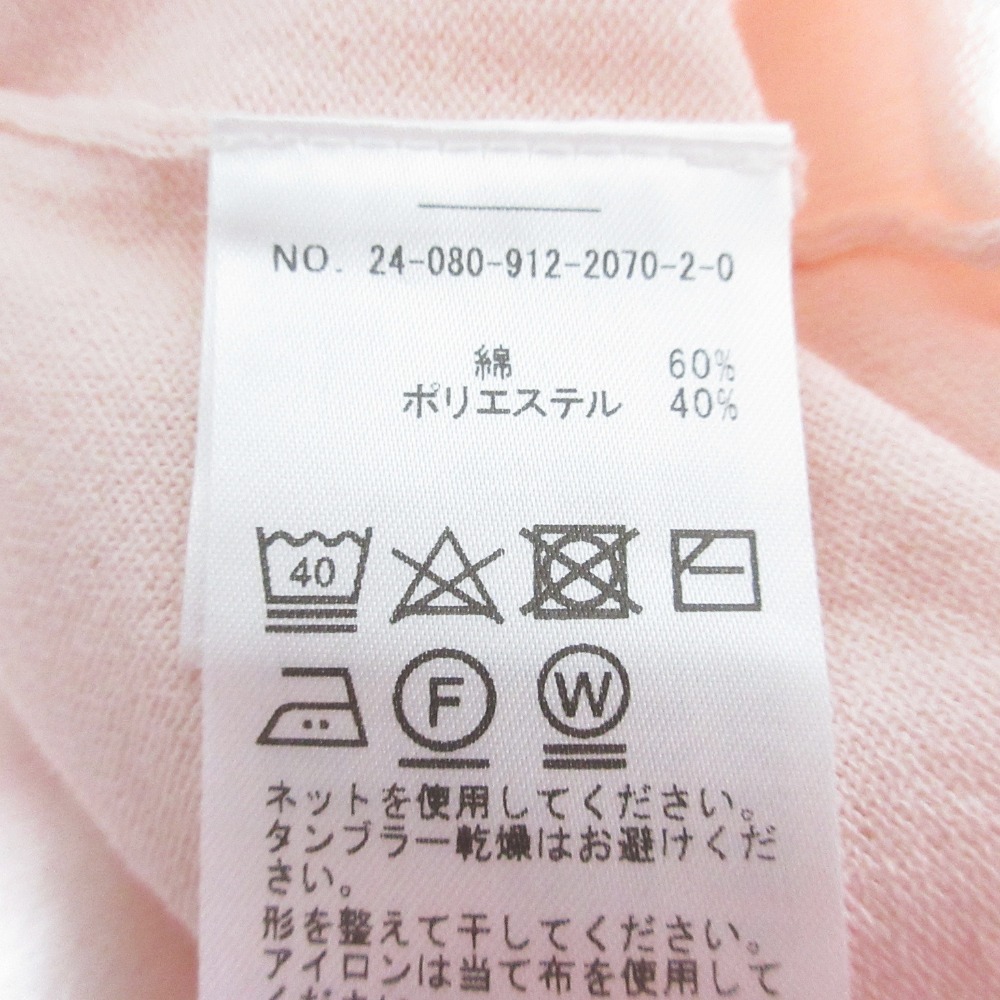 NO. 24-080-912-2070-2-0
綿 60%
ポリエステル 40%
40
F W
ネットを使用してください。
タンブラー乾燥はお避けくだ
さい。
形を整えて干してください。
アイロンは当て布を使用して